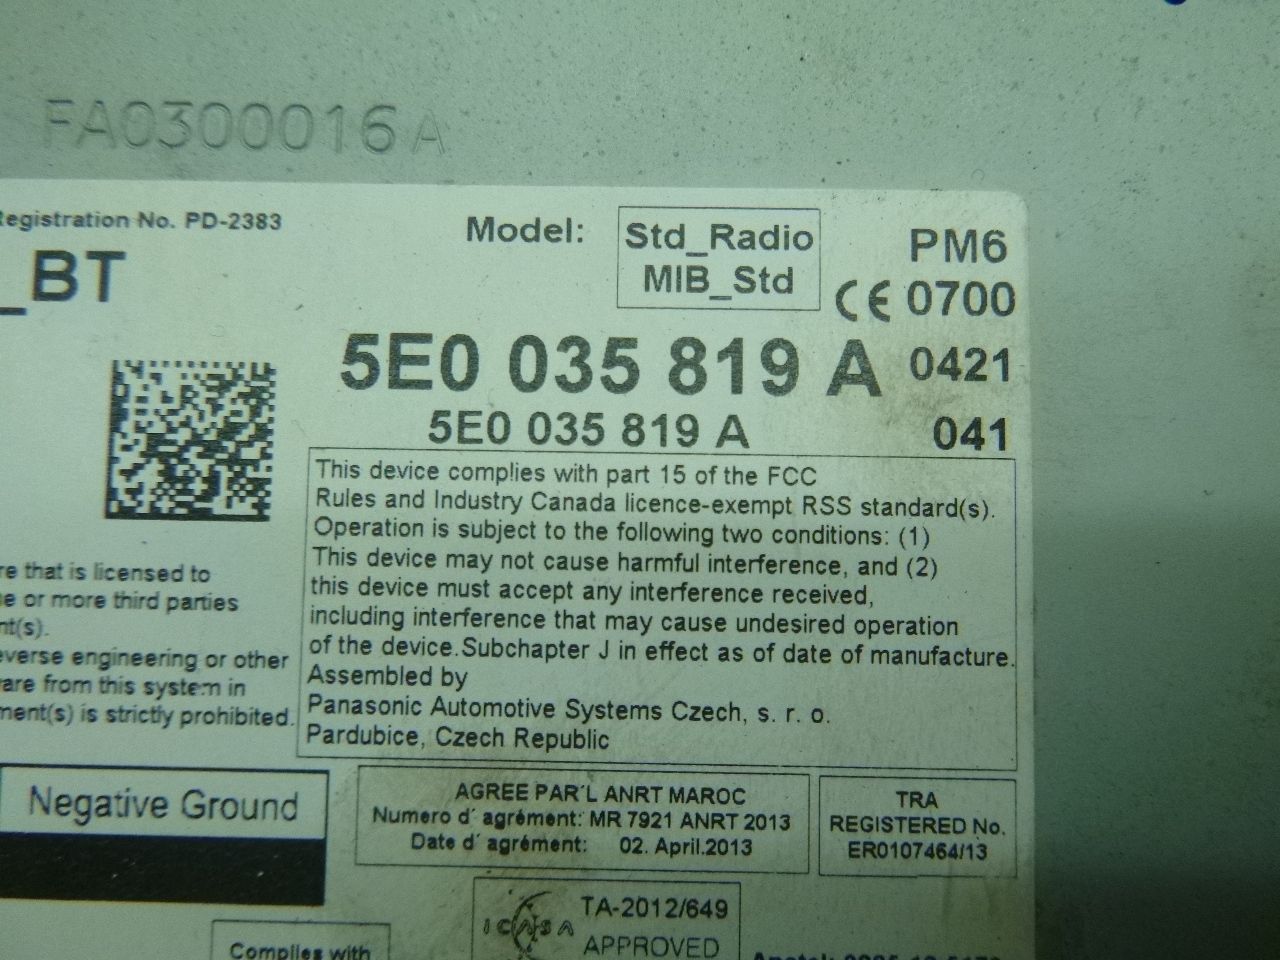 FA0300016A
Registration No. PD-2383
_BT
Model:
Std_Radio
MIB_Std
PM6
CE 0700
5E0 035 819 A 0421
5E0 035 819 A 041
This device complies with part 15 of the FCC
Rules and Industry Canada licence-exempt RSS standard(s).
Operation is subject to the following two conditions: (1)
This device may not cause harmful interference, and (2)
this device must accept any interference received,
including interference that may cause undesired operation
of the device.Subchapter J in effect as of date of manufacture.
Assembled by
Panasonic Automotive Systems Czech, s. r. o.
Pardubice, Czech Republic
that is licensed to
or more third parties
reverse engineering or other
from this system in
is strictly prohibited.
Negative Ground
AGREE PAR´L ANRT MAROC
Numero d´ agrément: MR 7921 ANRT 2013
Date d´ agrément: 02. April.2013
TRA
REGISTERED No.
ER0107464/13
ICASA
TA-2012/649
APPROVED
Complies with